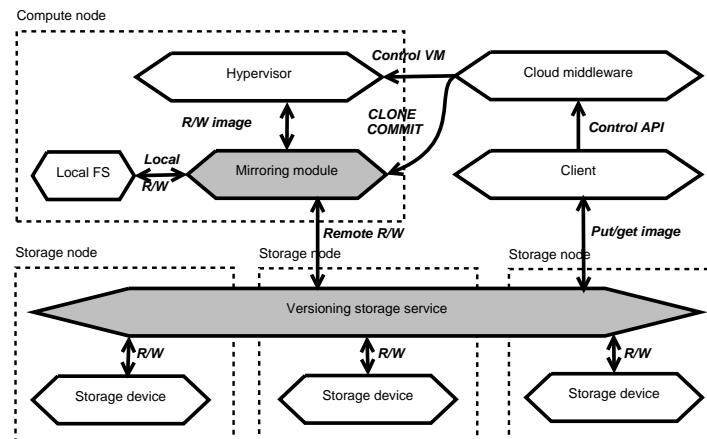 Compute node
Control VM
Hypervisor
Cloud middleware
R/W image
CLONE
COMMIT
Control API
Local FS
Local
R/W
Mirroring module
Client
Remote R/W
Put/get image
Storage node
Storage node
Storage node
Versioning storage service
R/W
R/W
R/W
Storage device
Storage device
Storage device